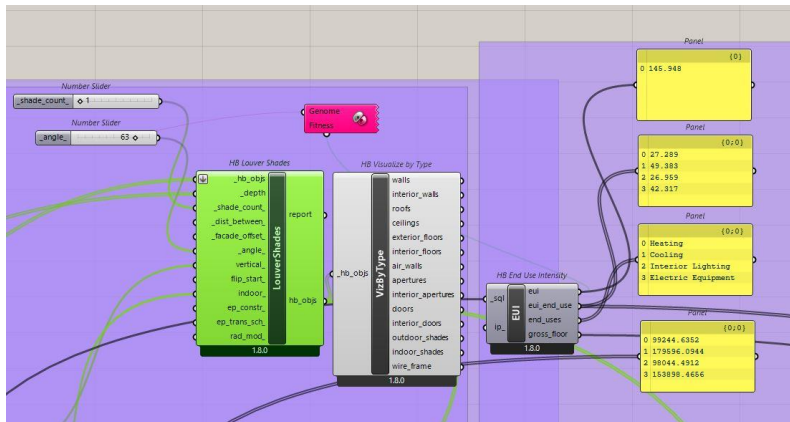 Number Slider
_shade_count_ 1
Number Slider
_angle_ 63
Genome
Fitness
HB Louver Shades
_hb_objs
_depth
_shade_count_
_dist_between_
_facade_offset_
_angle_
vertical_
flip_start_
indoor_
ep_constr_
ep_trans_sch_
rad_mod_
LouverShades
report
hb_objs
1.8.0
HB Visualize by Type
_hb_objs
VizByType
walls
interior_walls
roofs
ceilings
exterior_floors
interior_floors
air_walls
apertures
interior_apertures
doors
interior_doors
outdoor_shades
indoor_shades
wire_frame
1.8.0
HB End Use Intensity
_sql
ip_
EUI
eui
eui_end_use
end_uses
gross_floor
1.8.0
Panel
{0}
0 145.948
Panel
{0;0}
0 27.289
1 49.383
2 26.959
3 42.317
Panel
{0;0}
0 Heating
1 Cooling
2 Interior Lighting
3 Electric Equipment
Panel
{0;0}
0 99244.6352
1 179596.0944
2 98044.4912
3 153898.4656